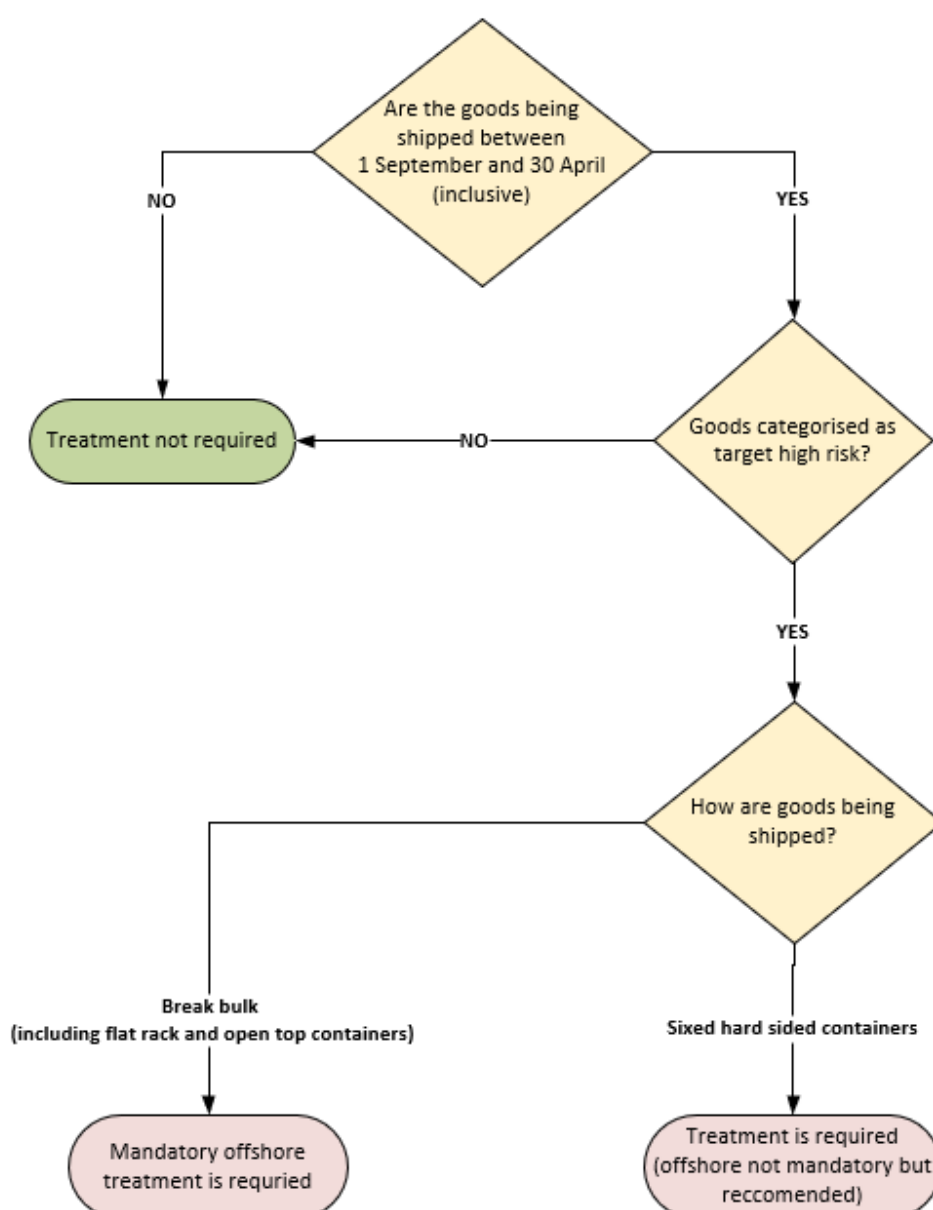 Are the goods being
shipped between
1 September and 30 April
(inclusive)
NO
YES
Treatment not required
NO
Goods categorised as
target high risk?
YES
How are goods being
shipped?
Break bulk
(including flat rack and open top containers)
Sixed hard sided containers
Mandatory offshore
treatment is requried
Treatment is required
(offshore not mandatory but
reccomended)